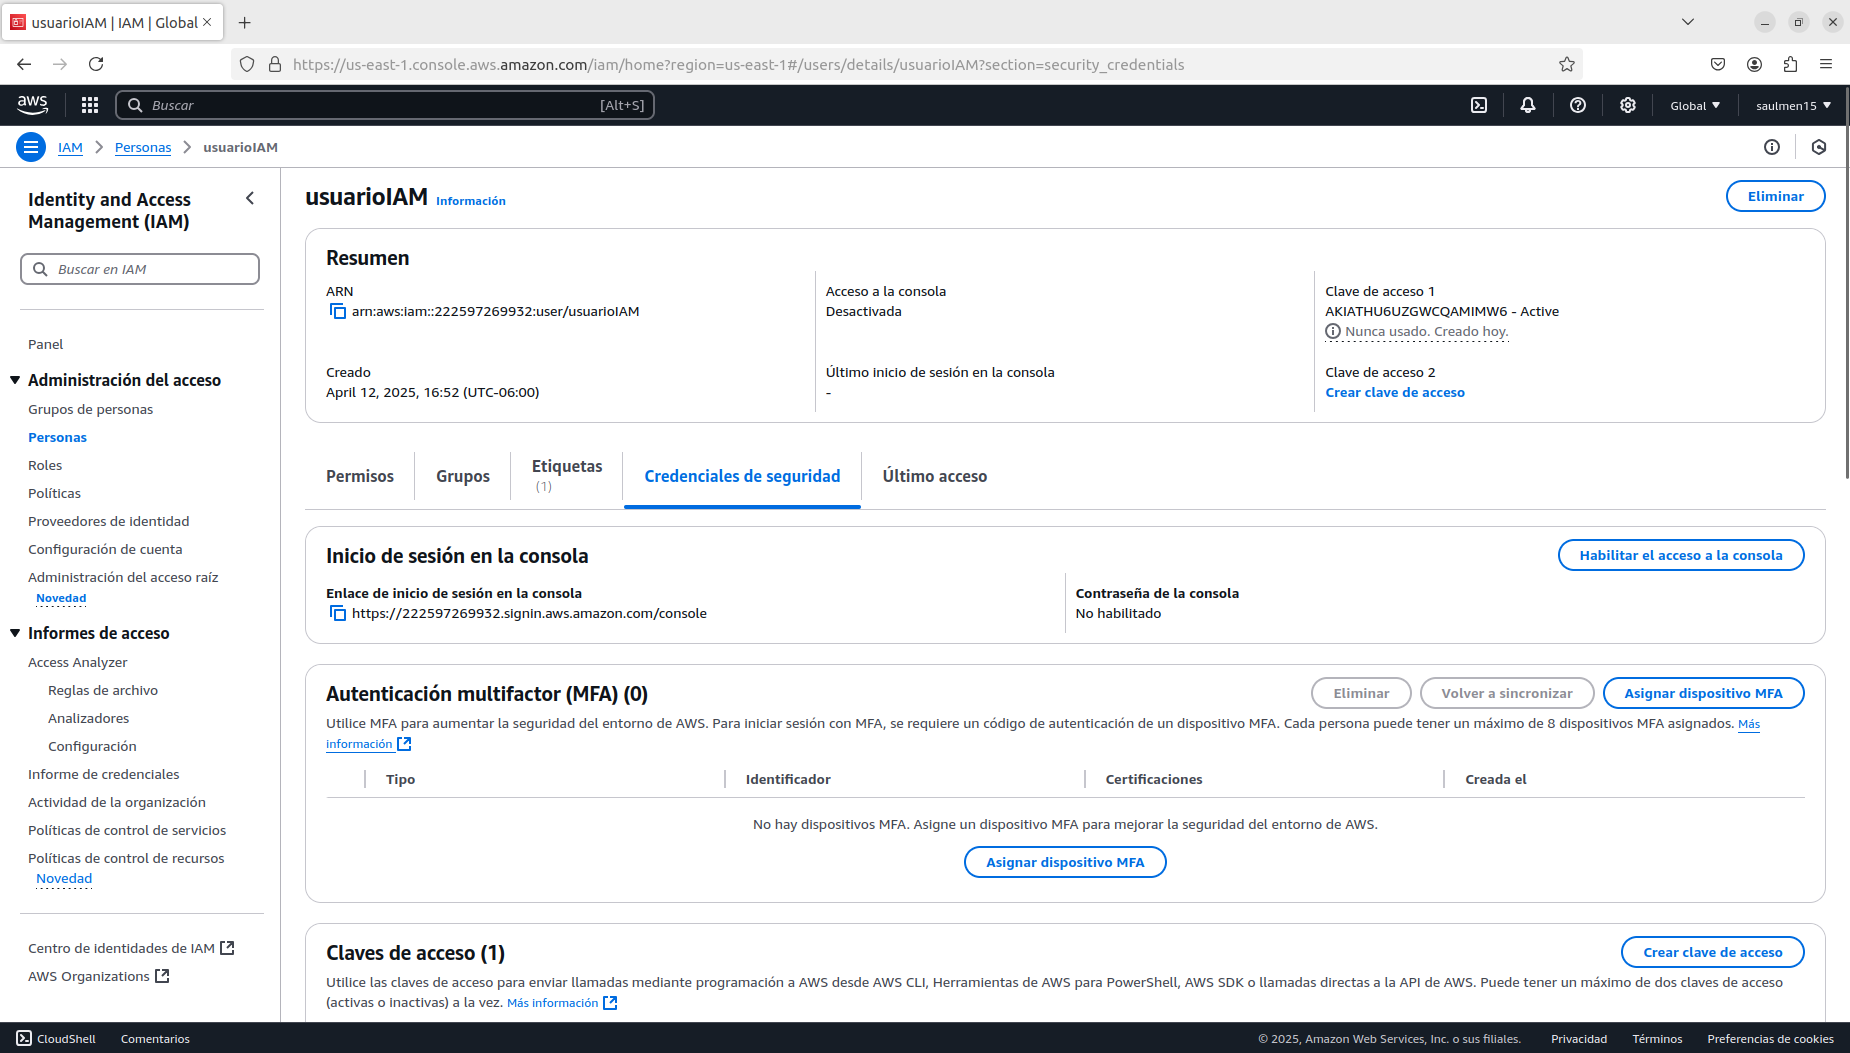 usuarioIAM | IAM | Global
https://us-east-1.console.aws.amazon.com/iam/home?region=us-east-1#/users/details/usuarioIAM?section=security_credentials
aws
Buscar
[Alt+S]
Global
saulmen15
IAM
Personas
usuarioIAM
Identity and Access
Management (IAM)
Buscar en IAM
Panel
Administración del acceso
Grupos de personas
Personas
Roles
Políticas
Proveedores de identidad
Configuración de cuenta
Administración del acceso raíz
Novedad
Informes de acceso
Access Analyzer
Reglas de archivo
Analizadores
Configuración
Informe de credenciales
Actividad de la organización
Políticas de control de servicios
Políticas de control de recursos
Novedad
Centro de identidades de IAM
AWS Organizations
usuarioIAM
Información
Eliminar
Resumen
ARN
arn:aws:iam::222597269932:user/usuarioIAM
Creado
April 12, 2025, 16:52 (UTC-06:00)
Acceso a la consola
Desactivada
Último inicio de sesión en la consola
-
Clave de acceso 1
AKIATHU6UZGWCQAMIMW6 - Active
Nunca usado. Creado hoy.
Clave de acceso 2
Crear clave de acceso
Permisos
Grupos
Etiquetas
(1)
Credenciales de seguridad
Último acceso
Inicio de sesión en la consola
Habilitar el acceso a la consola
Enlace de inicio de sesión en la consola
https://222597269932.signin.aws.amazon.com/console
Contraseña de la consola
No habilitado
Autenticación multifactor (MFA) (0)
Eliminar
Volver a sincronizar
Asignar dispositivo MFA
Utilice MFA para aumentar la seguridad del entorno de AWS. Para iniciar sesión con MFA, se requiere un código de autenticación de un dispositivo MFA. Cada persona puede tener un máximo de 8 dispositivos MFA asignados. Más
información
Tipo
Identificador
Certificaciones
Creada el
No hay dispositivos MFA. Asigne un dispositivo MFA para mejorar la seguridad del entorno de AWS.
Asignar dispositivo MFA
Claves de acceso (1)
Crear clave de acceso
Utilice las claves de acceso para enviar llamadas mediante programación a AWS desde AWS CLI, Herramientas de AWS para PowerShell, AWS SDK o llamadas directas a la API de AWS. Puede tener un máximo de dos claves de acceso
(activas o inactivas) a la vez. Más información
CloudShell
Comentarios
© 2025, Amazon Web Services, Inc. o sus filiales.
Privacidad
Términos
Preferencias de cookies